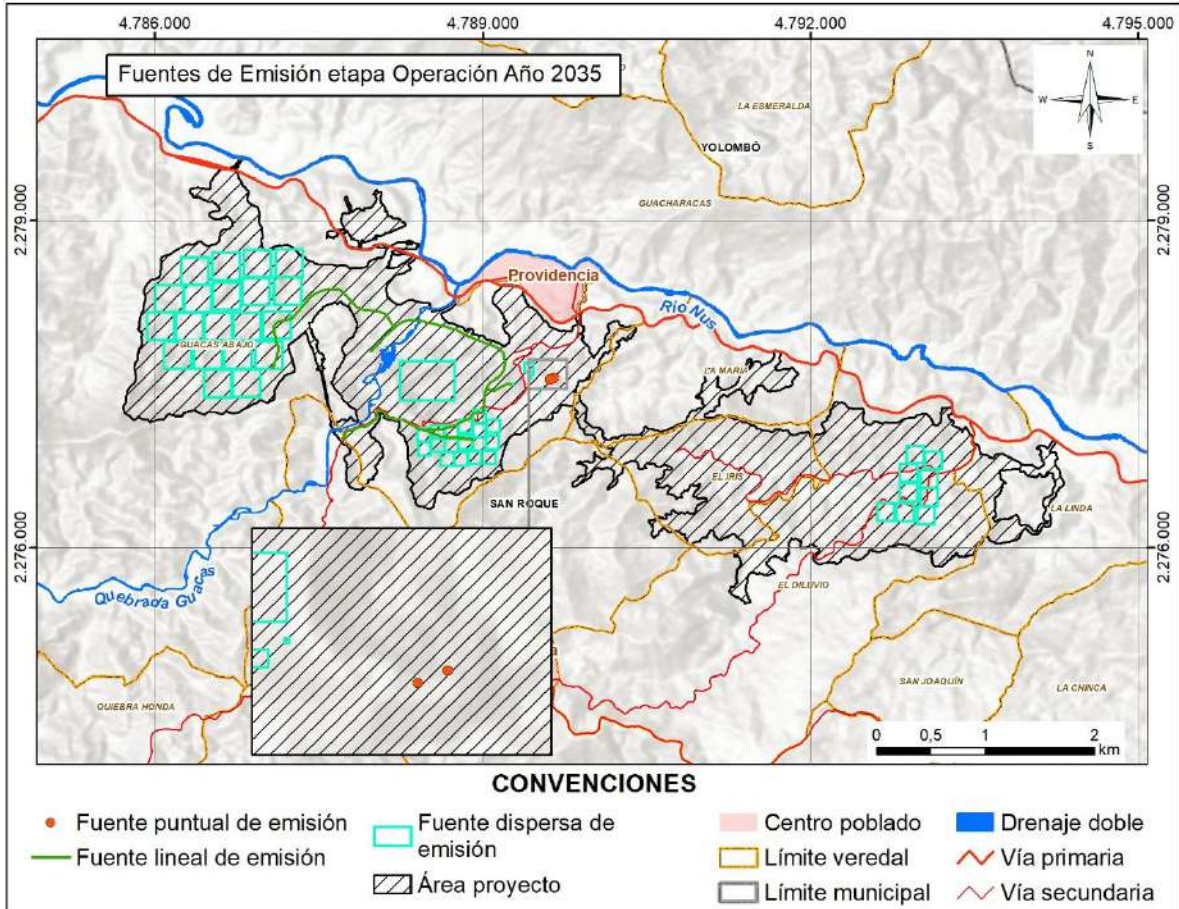 4.786.000
4.789.000
4.792.000
4.795.000
Fuentes de Emisión etapa Operación Año 2035
N
W
E
S
LA ESMERALDA
YOLOMBÓ
GUACHARACAS
2.279.000
2.279.000
Providencia
Río Nus
GUACAS ABAJO
LA MARIA
EL IRIS
SAN ROQUE
LA LINDA
2.276.000
2.276.000
Quebrada Guacas
EL DILUVIO
SAN JOAQUÍN
LA CHINCA
QUIEBRA HONDA
0
0,5
1
2
km
CONVENCIONES
Fuente puntual de emisión
Fuente lineal de emisión
Fuente dispersa de
emisión
Área proyecto
Centro poblado
Límite veredal
Límite municipal
Drenaje doble
Vía primaria
Vía secundaria